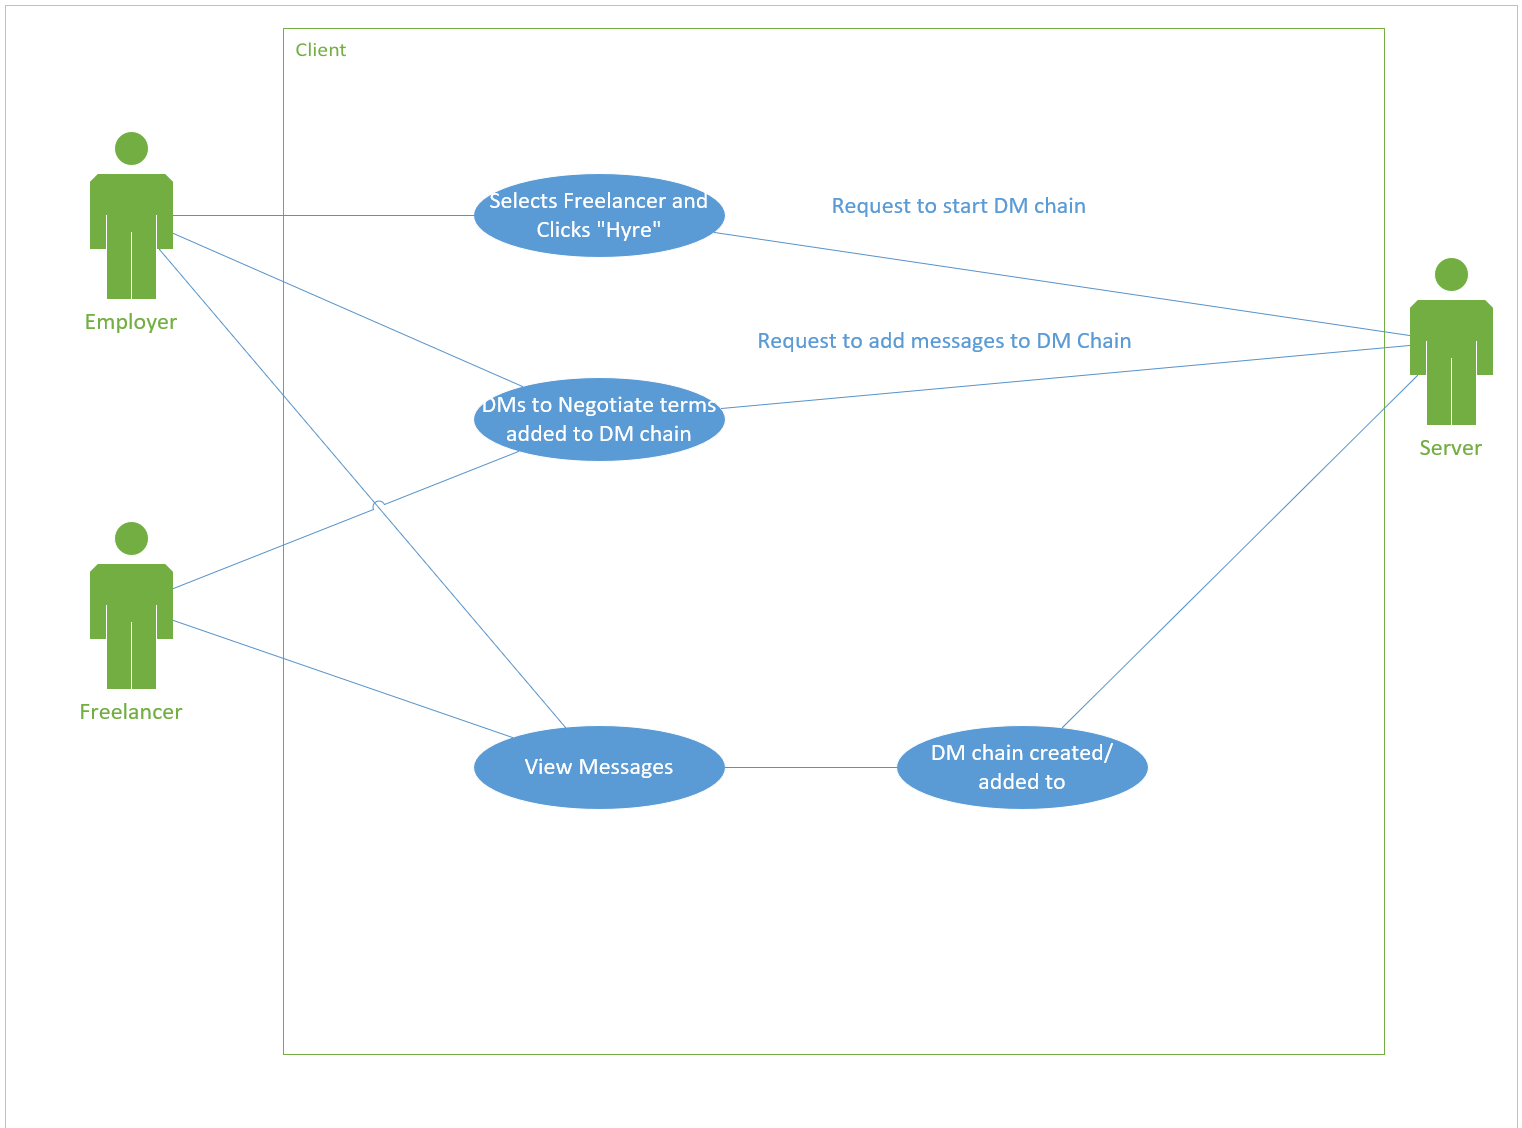 Client
Selects Freelancer and
Clicks "Hyre"
Request to start DM chain
Employer
Request to add messages to DM Chain
DMs to Negotiate terms
added to DM chain
Server
Freelancer
View Messages
DM chain created/
added to